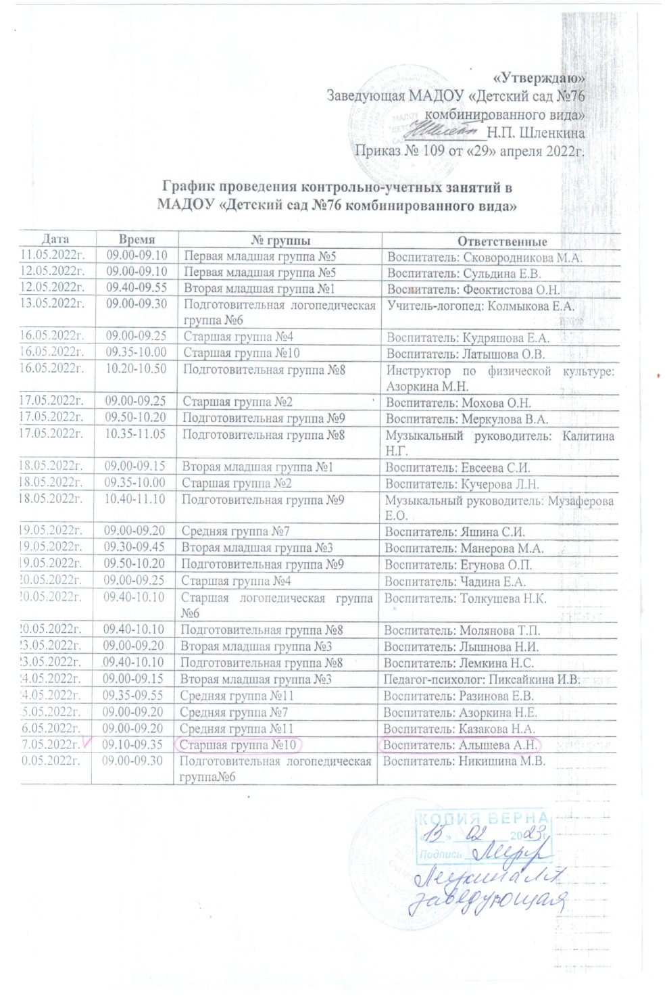 «Утверждаю»
Заведующая МАДОУ «Детский сад №76
комбинированного вида»
Н.П. Шленкина
Приказ № 109 от «29» апреля 2022г.
График проведения контрольно-учетных занятий в
МАДОУ «Детский сад №76 комбинированного вида»
Дата Время № группы Ответственные
11.05.2022г. 09.00-09.10 Первая младшая группа №5 Воспитатель: Сковородникова М.А.
12.05.2022г. 09.00-09.10 Первая младшая группа №5 Воспитатель: Сульдина Е.В.
12.05.2022г. 09.40-09.55 Вторая младшая группа №1 Воспитатель: Феоктистова О.Н.
13.05.2022г. 09.00-09.30 Подготовительная логопедическая Учитель-логопед: Колмыкова Е.А.
группа №6
16.05.2022г. 09.00-09.25 Старшая группа №4 Воспитатель: Кудряшова Е.А.
16.05.2022г. 09.35-10.00 Старшая группа №10 Воспитатель: Латышова О.В.
16.05.2022г. 10.20-10.50 Подготовительная группа №8 Инструктор по физической культуре:
Азоркина М.Н.
17.05.2022г. 09.00-09.25 Старшая группа №2 Воспитатель: Мохова О.Н.
17.05.2022г. 09.50-10.20 Подготовительная группа №9 Воспитатель: Меркулова В.А.
17.05.2022г. 10.35-11.05 Подготовительная группа №8 Музыкальный руководитель: Калитина
Н.Г.
18.05.2022г. 09.00-09.15 Вторая младшая группа №1 Воспитатель: Евсеева С.И.
18.05.2022г. 09.35-10.00 Старшая группа №2 Воспитатель: Кучерова Л.Н.
18.05.2022г. 10.40-11.10 Подготовительная группа №9 Музыкальный руководитель: Музаферова
Е.О.
19.05.2022г. 09.00-09.20 Средняя группа №7 Воспитатель: Яшина С.И.
19.05.2022г. 09.30-09.45 Вторая младшая группа №3 Воспитатель: Манерова М.А.
19.05.2022г. 09.50-10.20 Подготовительная группа №9 Воспитатель: Егунова О.П.
20.05.2022г. 09.00-09.25 Старшая группа №4 Воспитатель: Чадина Е.А.
20.05.2022г. 09.40-10.10 Старшая логопедическая группа Воспитатель: Толкушева Н.К.
№6
20.05.2022г. 09.40-10.10 Подготовительная группа №8 Воспитатель: Молянова Т.П.
23.05.2022г. 09.00-09.20 Вторая младшая группа №3 Воспитатель: Лышнова Н.И.
23.05.2022г. 09.40-10.10 Подготовительная группа №8 Воспитатель: Лемкина Н.С.
24.05.2022г. 09.00-09.15 Вторая младшая группа №3 Педагог-психолог: Пиксайкина И.В.
4.05.2022г. 09.35-09.55 Средняя группа №11 Воспитатель: Разинова Е.В.
5.05.2022г. 09.00-09.20 Средняя группа №7 Воспитатель: Азоркина Н.Е.
6.05.2022г. 09.00-09.20 Средняя группа №11 Воспитатель: Казакова Н.А.
7.05.2022г. 09.10-09.35 Старшая группа №10 Воспитатель: Алышева А.Н.
0.05.2022г. 09.00-09.30 Подготовительная логопедическая Воспитатель: Никишина М.В.
группа№6
КОПИЯ ВЕРНА
«15» 02 2023 г.
Подпись
заведующая